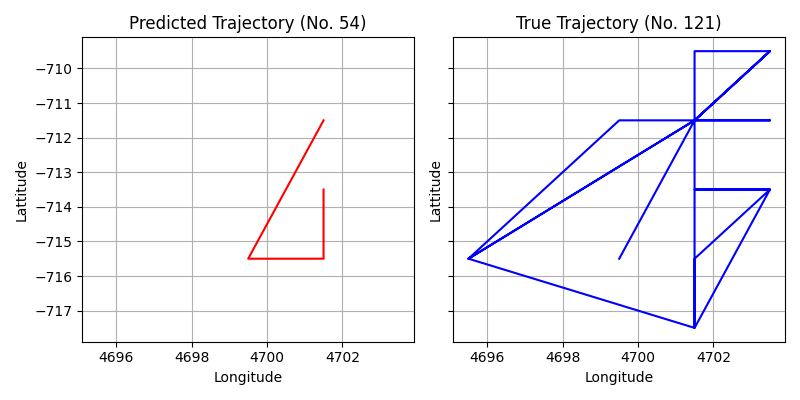 Predicted Trajectory (No. 54)
True Trajectory (No. 121)
Lattitude
−710
−711
−712
−713
−714
−715
−716
−717
4696
4698
4700
4702
Longitude
Lattitude
4696
4698
4700
4702
Longitude